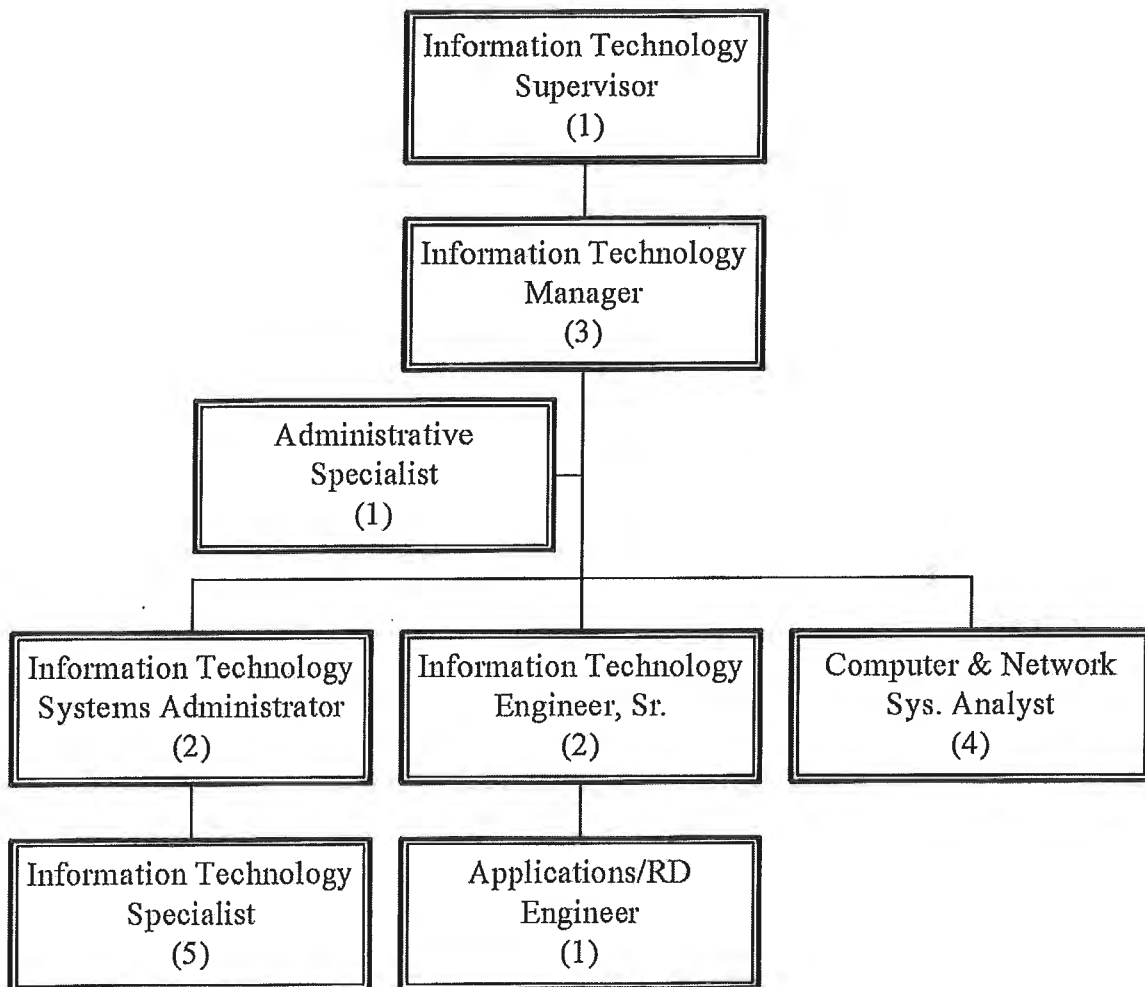 Information Technology
Supervisor
(1)
Information Technology
Manager
(3)
Administrative
Specialist
(1)
Information Technology
Systems Administrator
(2)
Information Technology
Engineer, Sr.
(2)
Computer & Network
Sys. Analyst
(4)
Information Technology
Specialist
(5)
Applications/RD
Engineer
(1)